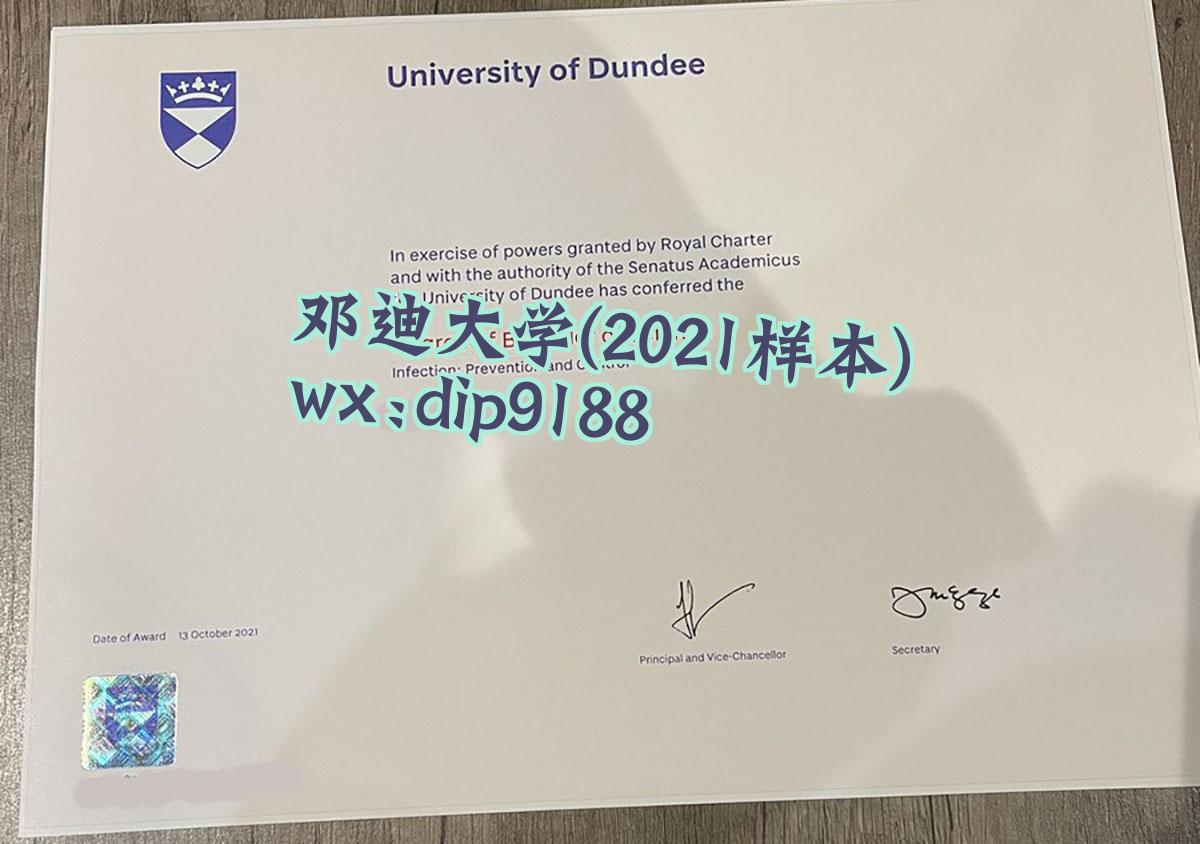 University of Dundee
In exercise of powers granted by Royal Charter
and with the authority of the Senatus Academicus
University of Dundee has conferred the
邓迪大学(2021样本)
Infection: Prevention and
wx:dip9188
Date of Award 13 October 2021
Principal and Vice-Chancellor
Secretary